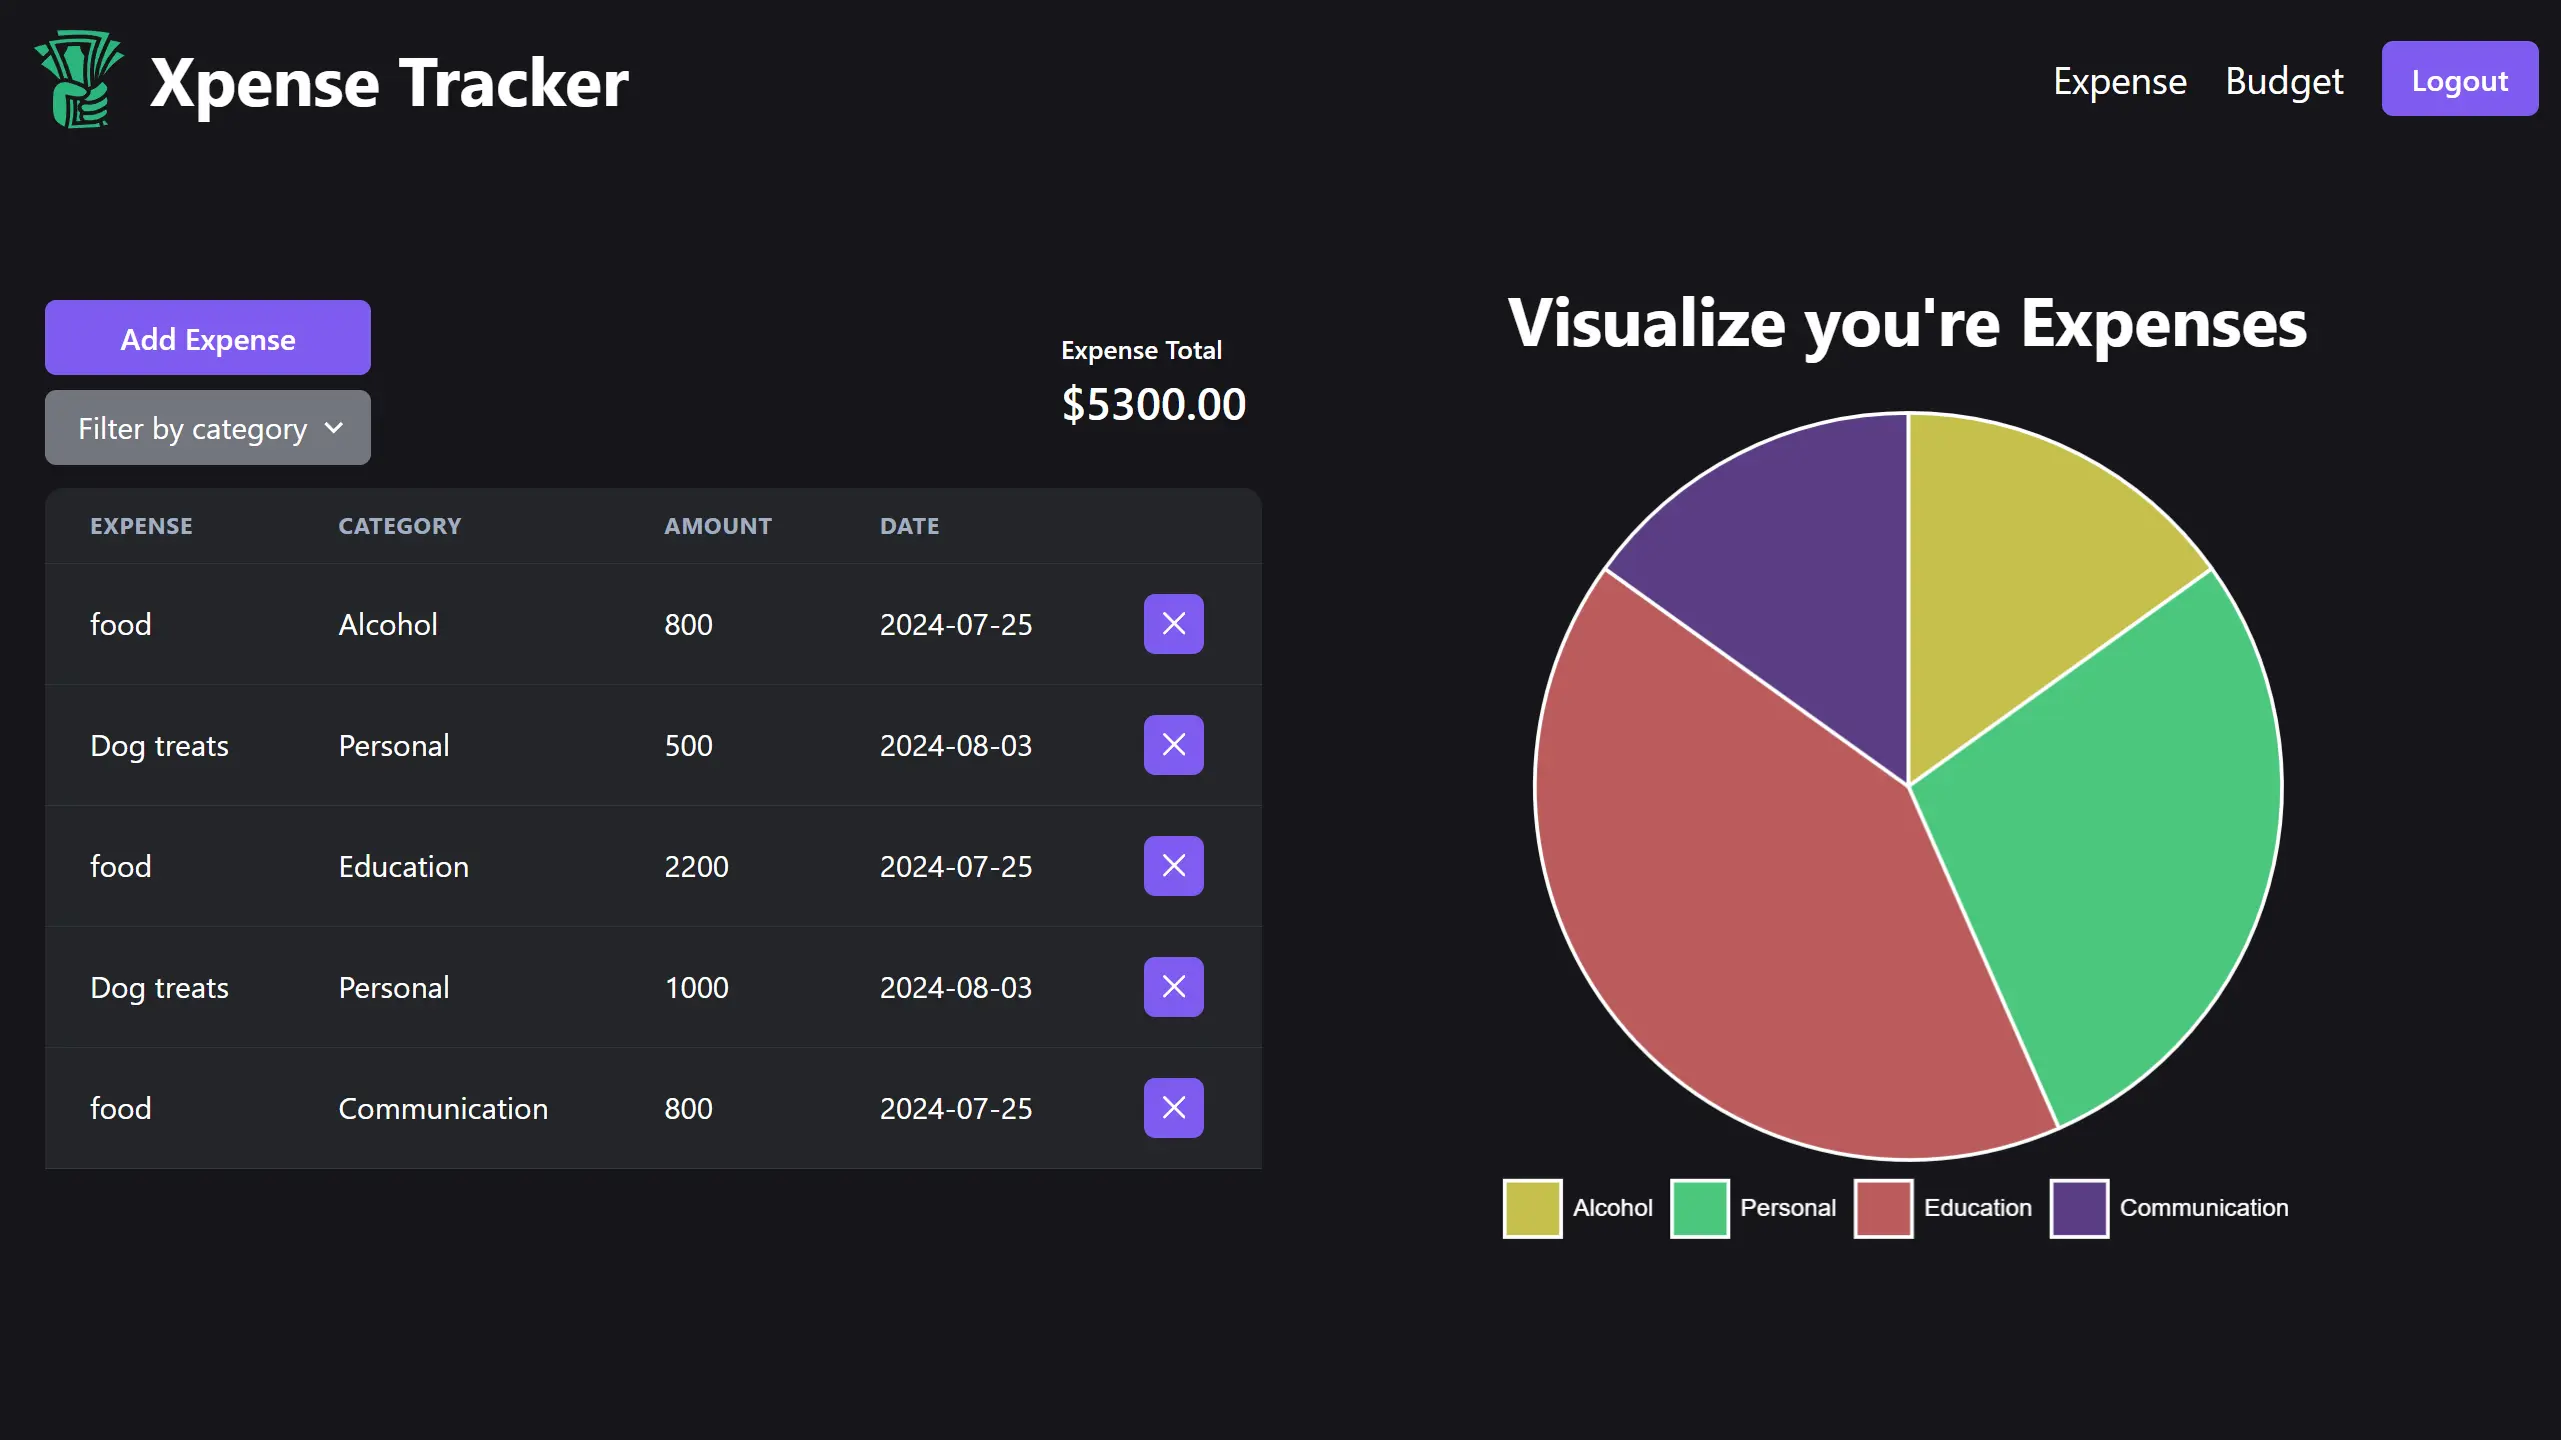 Xpense Tracker
Expense Budget Logout
Add Expense
Filter by category
Expense Total
$5300.00
EXPENSE CATEGORY AMOUNT DATE
food Alcohol 800 2024-07-25
Dog treats Personal 500 2024-08-03
food Education 2200 2024-07-25
Dog treats Personal 1000 2024-08-03
food Communication 800 2024-07-25
Visualize you're Expenses
Alcohol Personal Education Communication